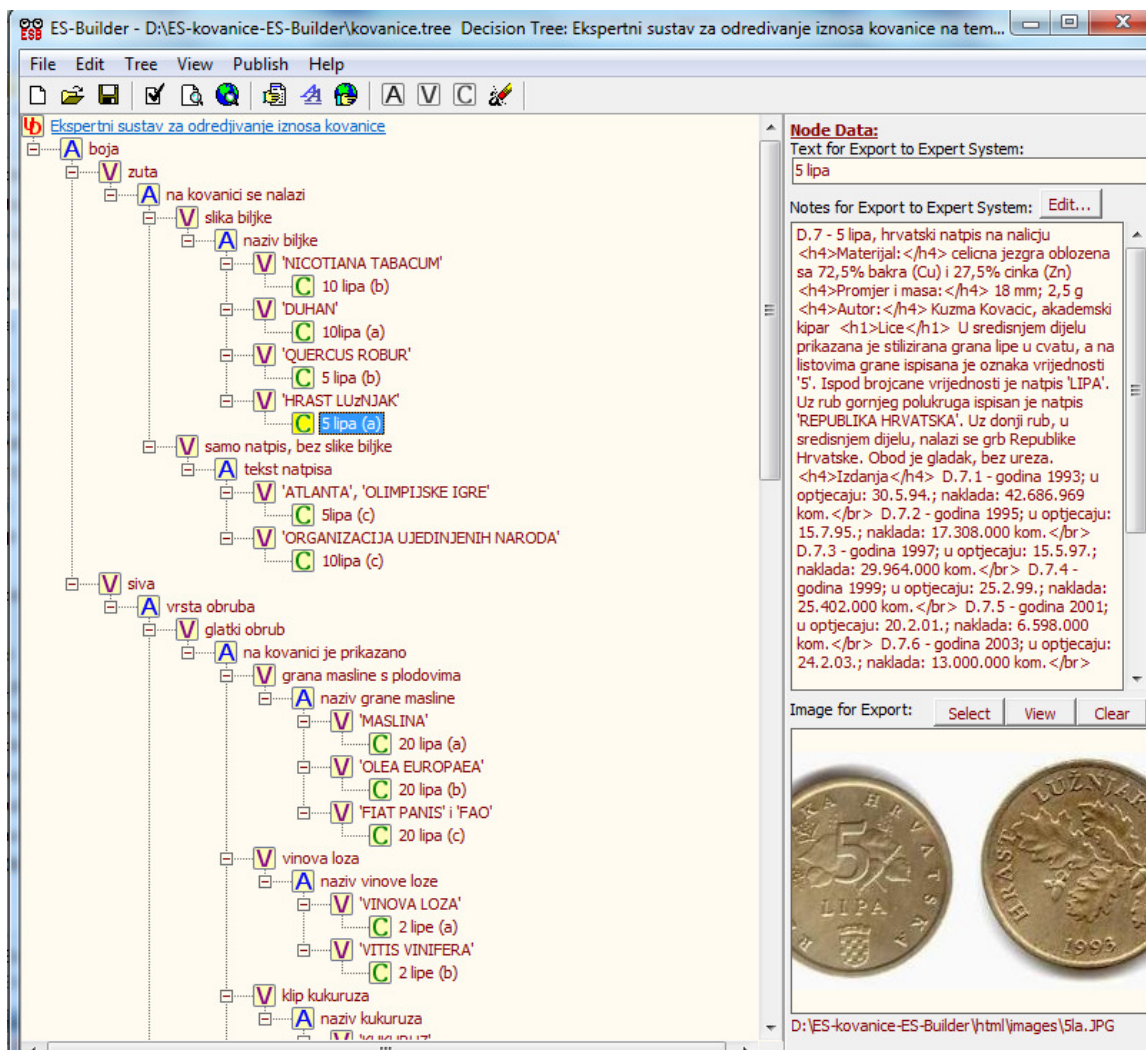 ES-Builder - D:\ES-kovanice-ES-Builder\kovanice.tree Decision Tree: Ekspertni sustav za odredivanje iznosa kovanice na tem...
File Edit Tree View Publish Help
A V C
Ekspertni sustav za odredjivanje iznosa kovanice
A boja
V zuta
A na kovanici se nalazi
V slika biljke
A naziv biljke
V 'NICOTIANA TABACUM'
C 10 lipa (b)
V 'DUHAN'
C 10lipa (a)
V 'QUERCUS ROBUR'
C 5 lipa (b)
V 'HRAST LUzNJAK'
C 5 lipa (a)
V samo natpis, bez slike biljke
A tekst natpisa
V 'ATLANTA', 'OLIMPIJSKE IGRE'
C 5lipa (c)
V 'ORGANIZACIJA UJEDINJENIH NARODA'
C 10lipa (c)
V siva
A vrsta obruba
V glatki obrub
A na kovanici je prikazano
V grana masline s plodovima
A naziv grane masline
V 'MASLINA'
C 20 lipa (a)
V 'OLEA EUROPAEA'
C 20 lipa (b)
V 'FIAT PANIS' i 'FAO'
C 20 lipa (c)
V vinova loza
A naziv vinove loze
V 'VINOVA LOZA'
C 2 lipe (a)
V 'VITIS VINIFERA'
C 2 lipe (b)
V klip kukuruza
A naziv kukuruza
V 'KUKURUZ'
Node Data:
Text for Export to Expert System:
5 lipa
Notes for Export to Expert System: Edit...
D.7 - 5 lipa, hrvatski natpis na nalicju
<h4>Materijal:</h4> celicna jezgra oblozena
sa 72,5% bakra (Cu) i 27,5% cinka (Zn)
<h4>Promjer i masa:</h4> 18 mm; 2,5 g
<h4>Autor:</h4> Kuzma Kovacic, akademski
kipar <h1>Lice</h1> U sredisnjem dijelu
prikazana je stilizirana grana lipe u cvatu, a na
listovima grane ispisana je oznaka vrijednosti
'5'. Ispod brojcane vrijednosti je natpis 'LIPA'.
Uz rub gornjeg polukruga ispisan je natpis
'REPUBLIKA HRVATSKA'. Uz donji rub, u
sredisnjem dijelu, nalazi se grb Republike
Hrvatske. Obod je gladak, bez ureza.
<h4>Izdanja</h4> D.7.1 - godina 1993; u
optjecaju: 30.5.94.; naklada: 42.686.969
kom.</br> D.7.2 - godina 1995; u optjecaju:
15.7.95.; naklada: 17.308.000 kom.</br>
D.7.3 - godina 1997; u optjecaju: 15.5.97.;
naklada: 29.964.000 kom.</br> D.7.4 -
godina 1999; u optjecaju: 25.2.99.; naklada:
25.402.000 kom.</br> D.7.5 - godina 2001;
u optjecaju: 20.2.01.; naklada: 6.598.000
kom.</br> D.7.6 - godina 2003; u optjecaju:
24.2.03.; naklada: 13.000.000 kom.</br>
Image for Export: Select View Clear
KA HRVATSKA
5
LIPA
HRAST LUŽNJAK
1993
D:\ES-kovanice-ES-Builder\html\images\5la.JPG